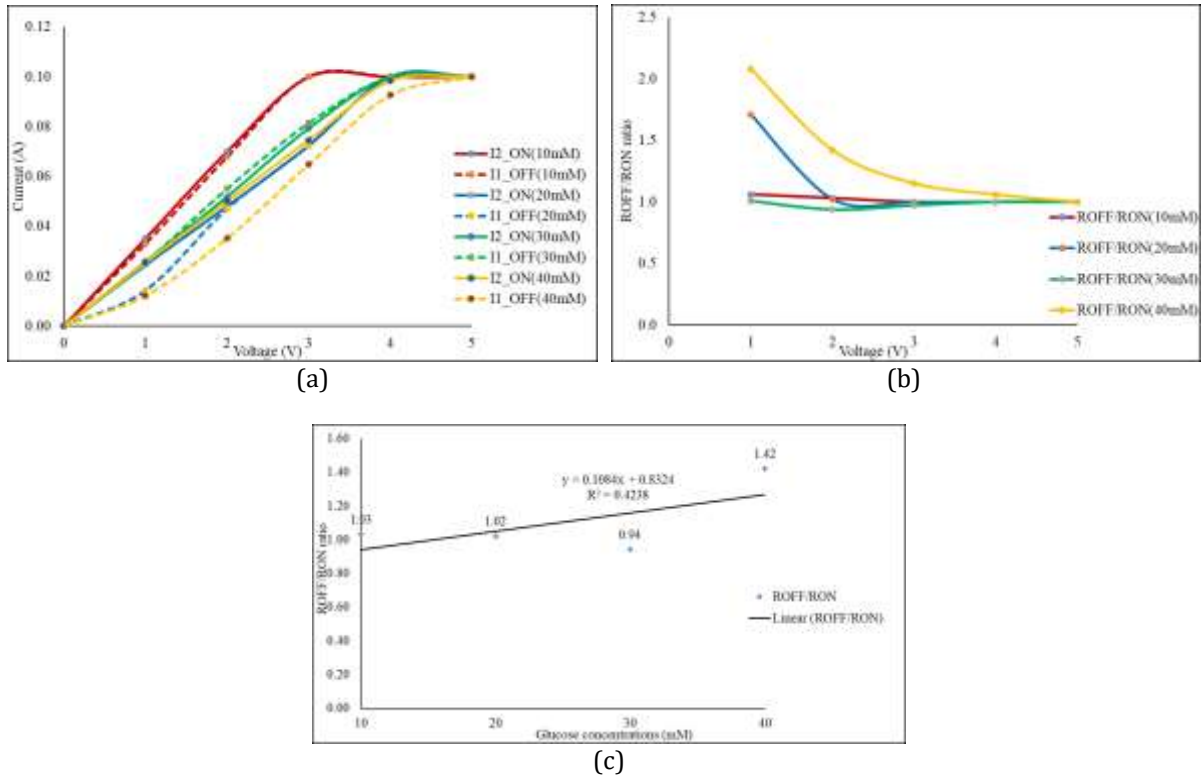 0.12
0.10
0.08
0.06
0.04
0.02
0.00
Current (A)
0 1 2 3 4 5
Voltage (V)
I2_ON(10mM)
I1_OFF(10mM)
I2_ON(20mM)
I1_OFF(20mM)
I2_ON(30mM)
I1_OFF(30mM)
I2_ON(40mM)
I1_OFF(40mM)
(a)
2.5
2.0
1.5
1.0
0.5
0.0
ROFF/RON ratio
0 1 2 3 4 5
Voltage (V)
ROFF/RON(10mM)
ROFF/RON(20mM)
ROFF/RON(30mM)
ROFF/RON(40mM)
(b)
1.60
1.40
1.20
1.00
0.80
0.60
0.40
0.20
0.00
ROFF/RON ratio
1.03
1.02
0.94
1.42
y = 0.1084x + 0.8324
R² = 0.4238
ROFF/RON
Linear (ROFF/RON)
10 20 30 40
Glucose concentrations (mM)
(c)